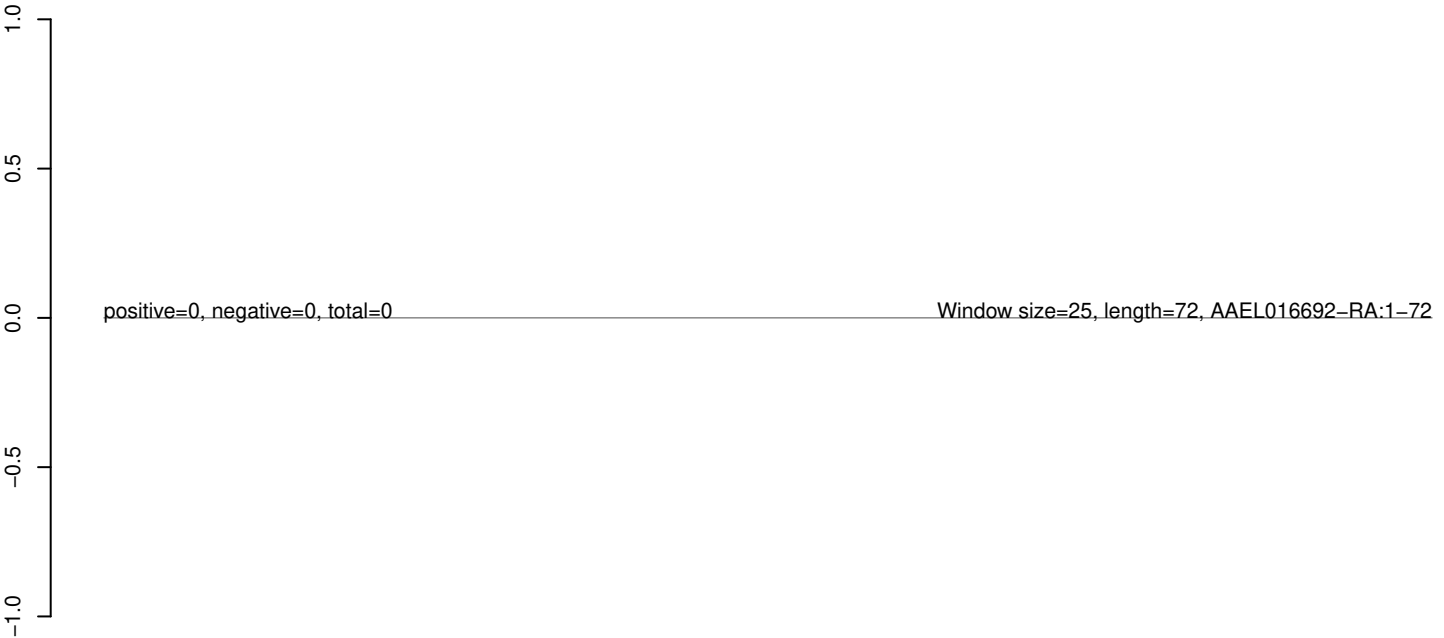 1.0
0.5
0.0
−0.5
−1.0
positive=0, negative=0, total=0
Window size=25, length=72, AAEL016692−RA:1−72